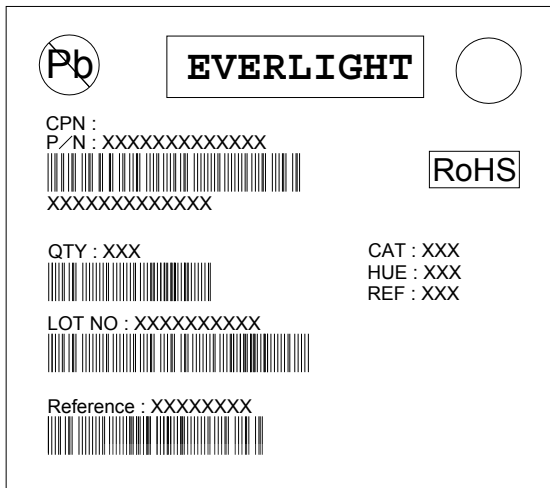 Pb
EVERLIGHT
CPN :
P/N : XXXXXXXXXXXXX
XXXXXXXXXXXXX
RoHS
QTY : XXX
CAT : XXX
HUE : XXX
REF : XXX
LOT NO : XXXXXXXXXX
Reference : XXXXXXXX